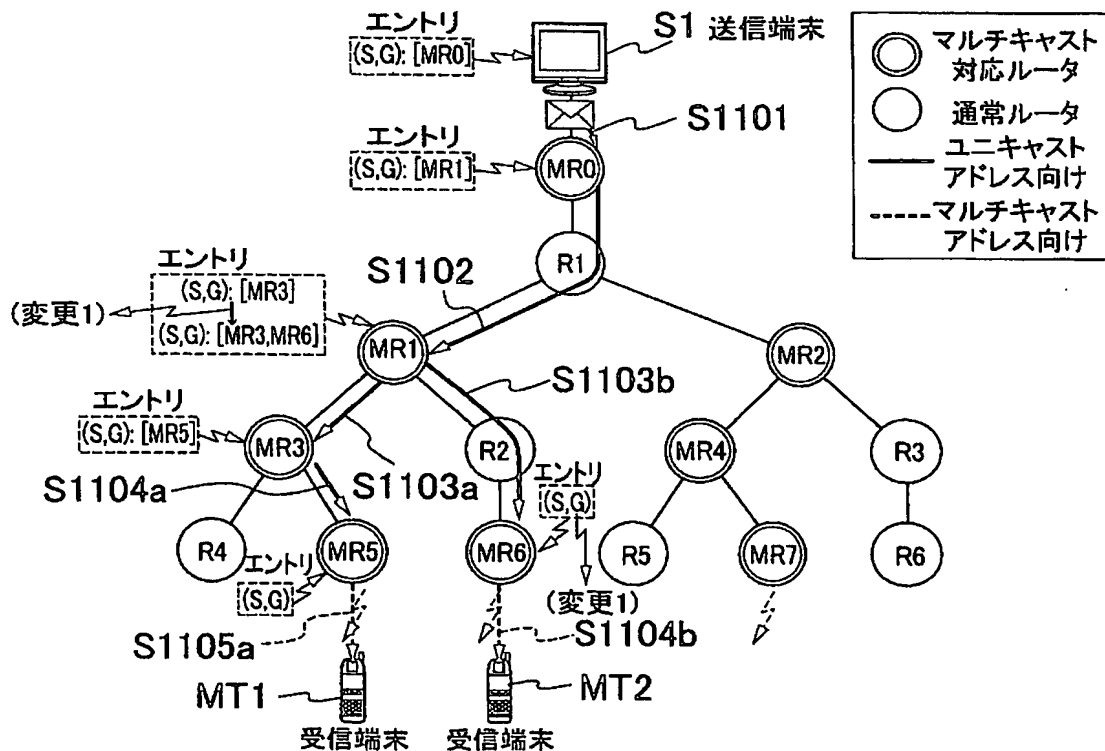 エントリ
(S,G): [MR0]
S1 送信端末
S1101
エントリ
(S,G): [MR1]
MR0
マルチキャスト
対応ルータ
通常ルータ
ユニキャスト
アドレス向け
マルチキャスト
アドレス向け
R1
S1102
エントリ
(S,G): [MR3]
(S,G): [MR3,MR6]
(変更1)
MR1
MR2
S1103b
エントリ
(S,G): [MR5]
MR3
R2
MR4
R3
S1104a
S1103a
エントリ
(S,G)
R4
MR5
MR6
R5
MR7
R6
エントリ
(S,G)
(変更1)
S1105a
S1104b
MT1
MT2
受信端末
受信端末